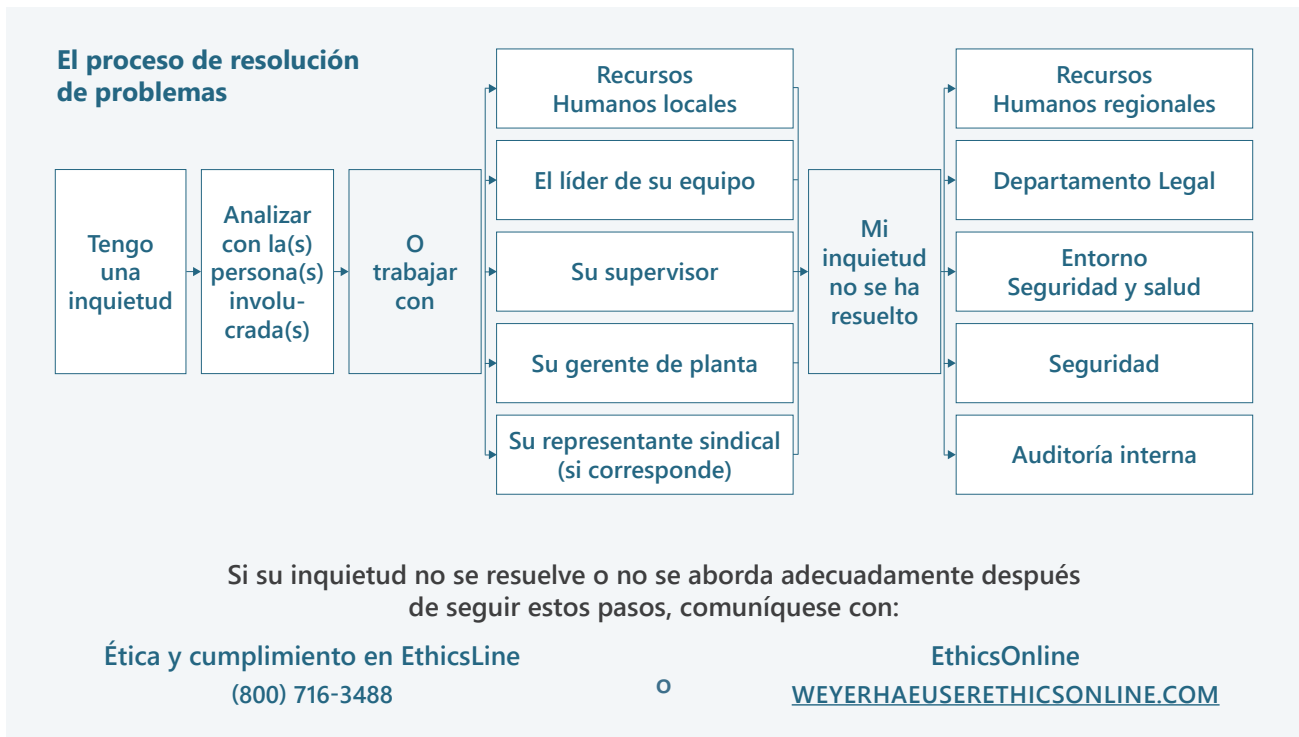 El proceso de resolución
de problemas
Tengo
una
inquietud
Analizar
con la(s)
persona(s)
involu-
crada(s)
O
trabajar
con
Recursos
Humanos locales
El líder de su equipo
Su supervisor
Su gerente de planta
Su representante sindical
(si corresponde)
Mi
inquietud
no se ha
resuelto
Recursos
Humanos regionales
Departamento Legal
Entorno
Seguridad y salud
Seguridad
Auditoría interna
Si su inquietud no se resuelve o no se aborda adecuadamente después
de seguir estos pasos, comuníquese con:
Ética y cumplimiento en EthicsLine
(800) 716-3488
o
EthicsOnline
WEYERHAEUSERETHICSONLINE.COM